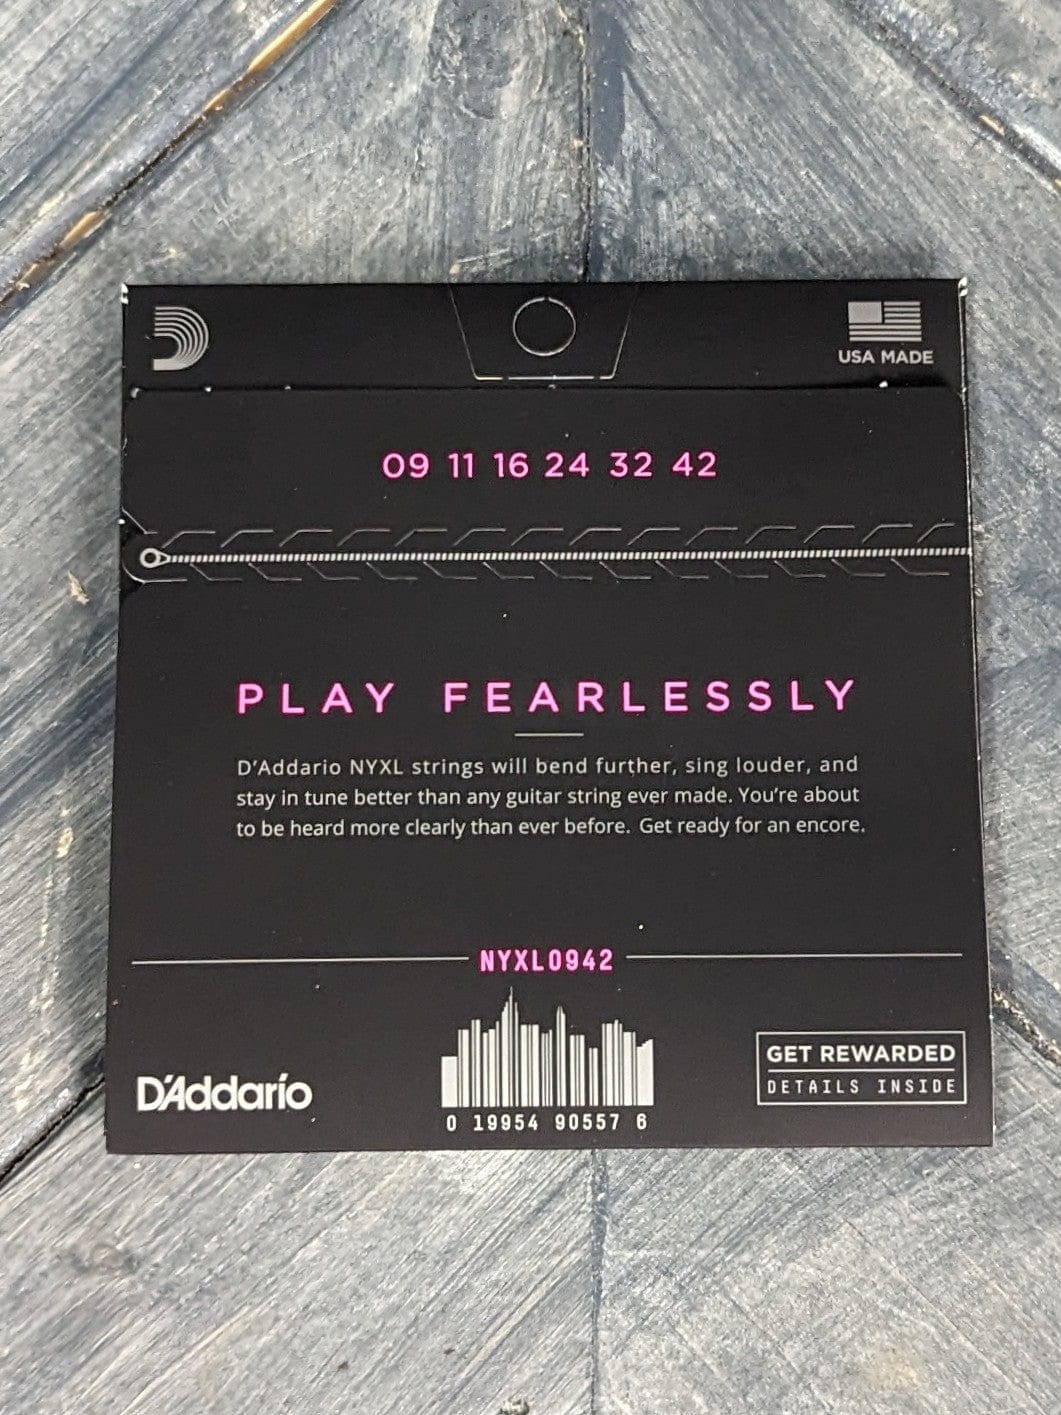 USA MADE
09 11 16 24 32 42
PLAY FEARLESSLY
D'Addario NYXL strings will bend further, sing louder, and
stay in tune better than any guitar string ever made. You're about
to be heard more clearly than ever before. Get ready for an encore.
NYXL0942
D'Addario
0 19954 90557 6
GET REWARDED
DETAILS INSIDE